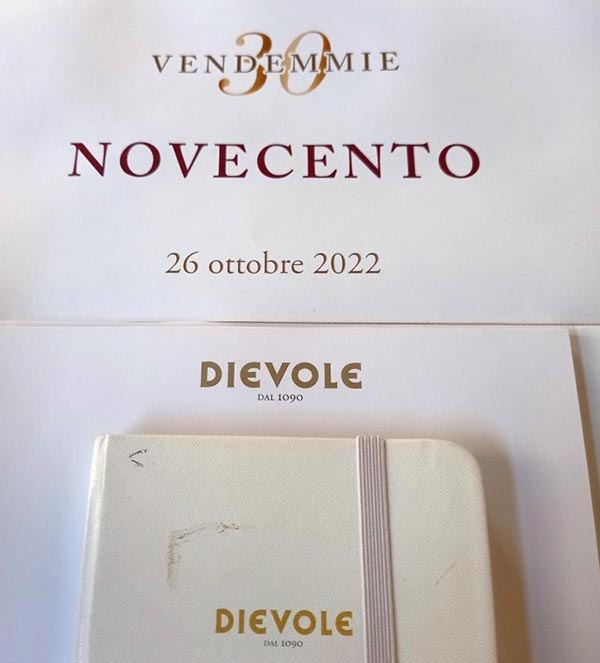 30
VENDEMMIE
NOVECENTO
26 ottobre 2022
DIEVOLE
DAL 1090
DIEVOLE
DAL 1090